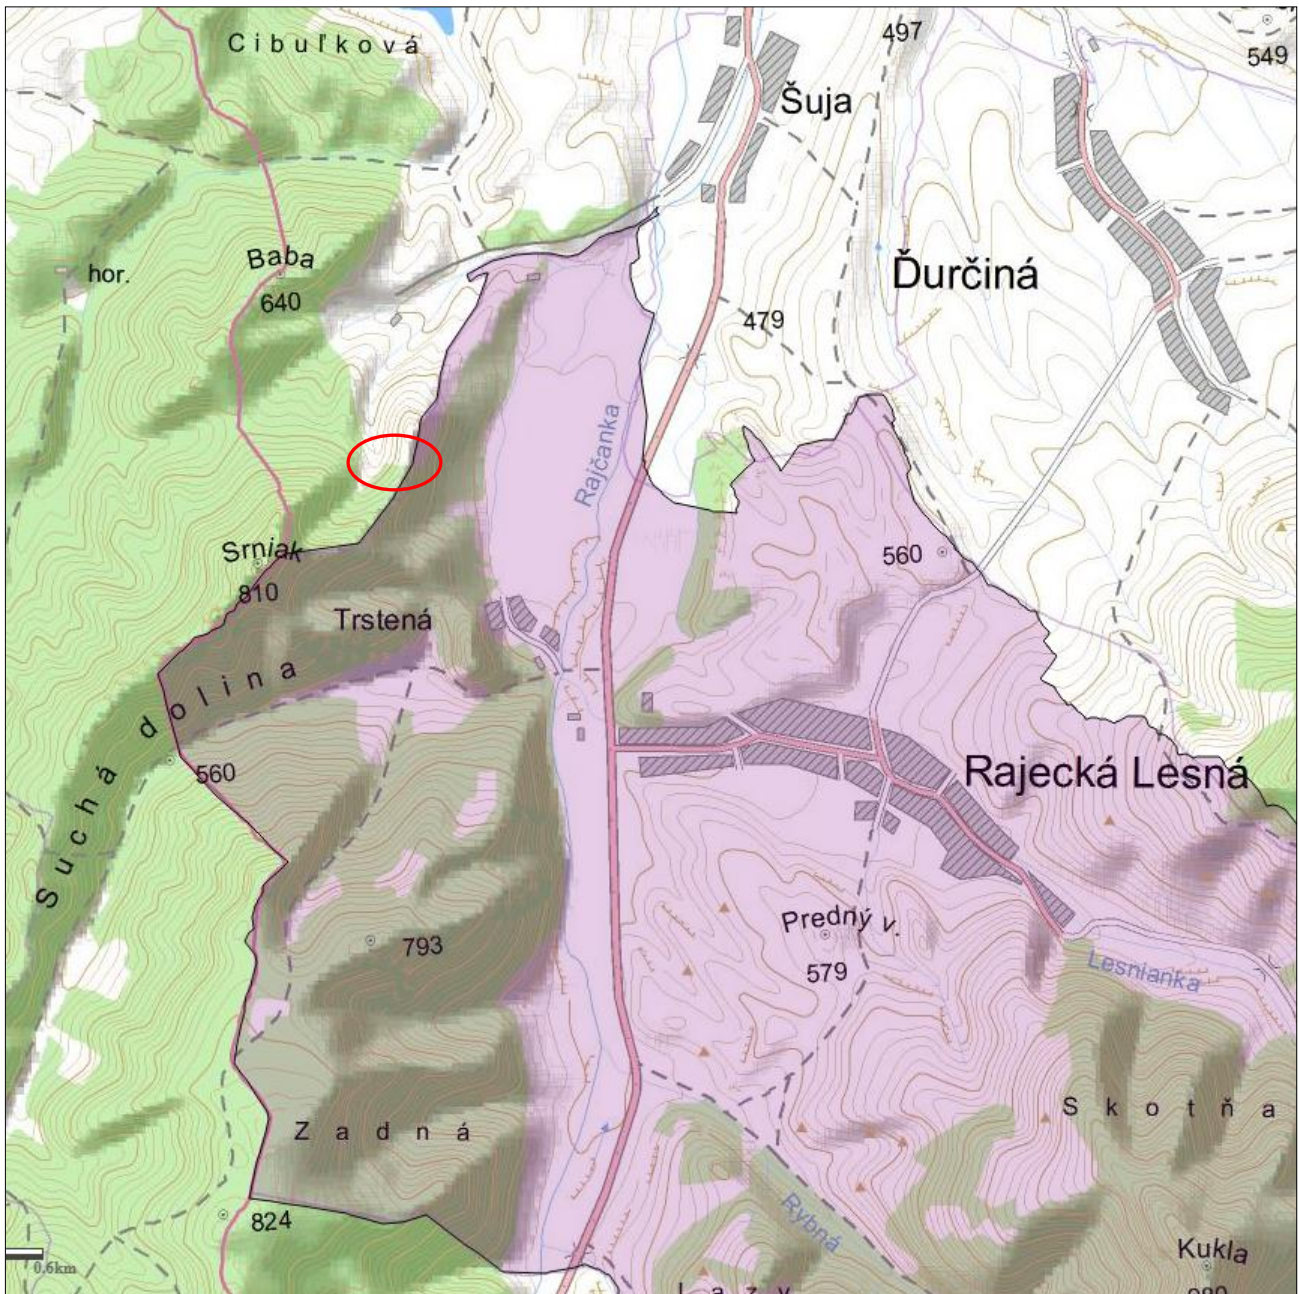 Cibuľková
497
549
Šuja
Baba
hor.
640
Ďurčiná
479
Rajčanka
560
Srniak
810
Trstená
Suchá dolina
560
Rajecká Lesná
793
Predný v.
579
Lesnianka
Zadná
Skotňa
Rybná
824
Kukla
0,6km